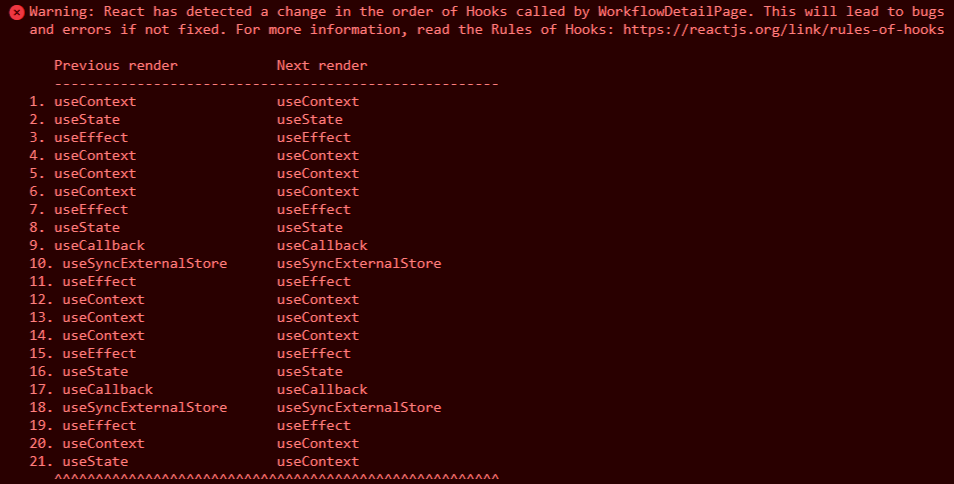 Warning: React has detected a change in the order of Hooks called by WorkflowDetailPage. This will lead to bugs
and errors if not fixed. For more information, read the Rules of Hooks: https://reactjs.org/link/rules-of-hooks
Previous render Next render
------------------------------------------------------
1. useContext useContext
2. useState useState
3. useEffect useEffect
4. useContext useContext
5. useContext useContext
6. useContext useContext
7. useEffect useEffect
8. useState useState
9. useCallback useCallback
10. useSyncExternalStore useSyncExternalStore
11. useEffect useEffect
12. useContext useContext
13. useContext useContext
14. useContext useContext
15. useEffect useEffect
16. useState useState
17. useCallback useCallback
18. useSyncExternalStore useSyncExternalStore
19. useEffect useEffect
20. useContext useContext
21. useState useContext
^^^^^^^^^^^^^^^^^^^^^^^^^^^^^^^^^^^^^^^^^^^^^^^^^^^^^^